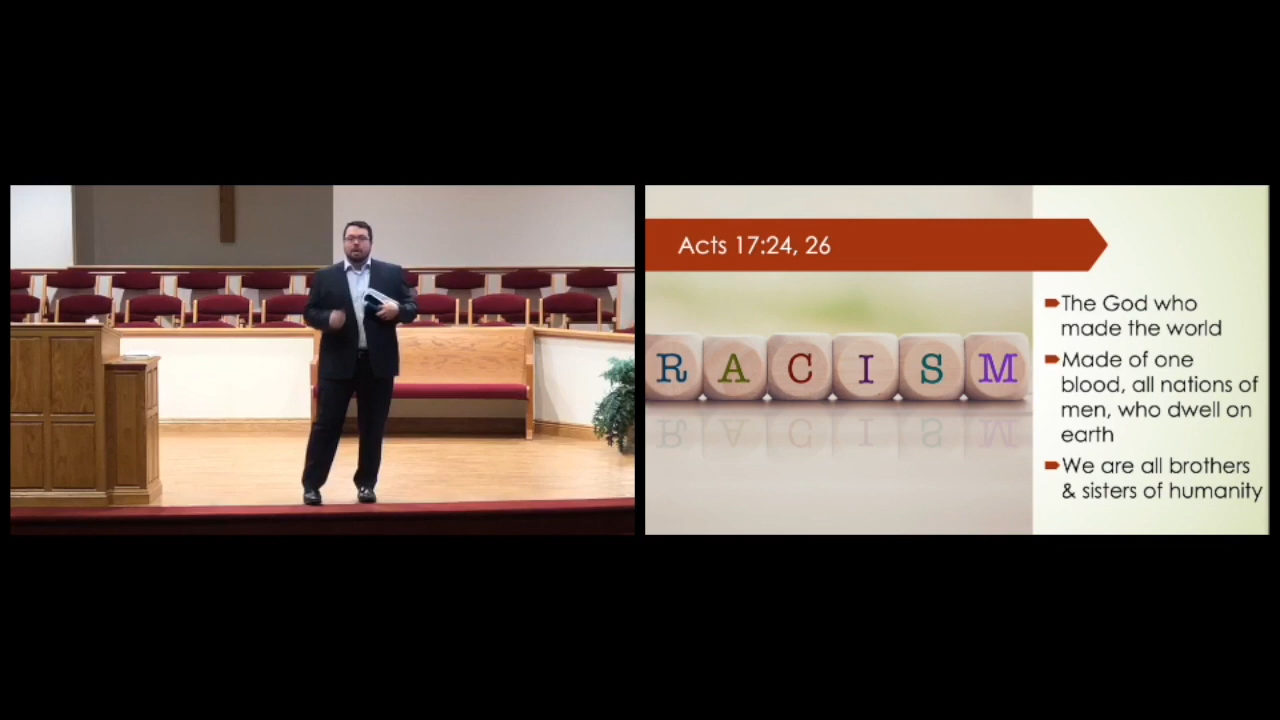 Acts 17:24, 26
RACISM
The God who
made the world
Made of one
blood, all nations of
men, who dwell on
earth
We are all brothers
& sisters of humanity